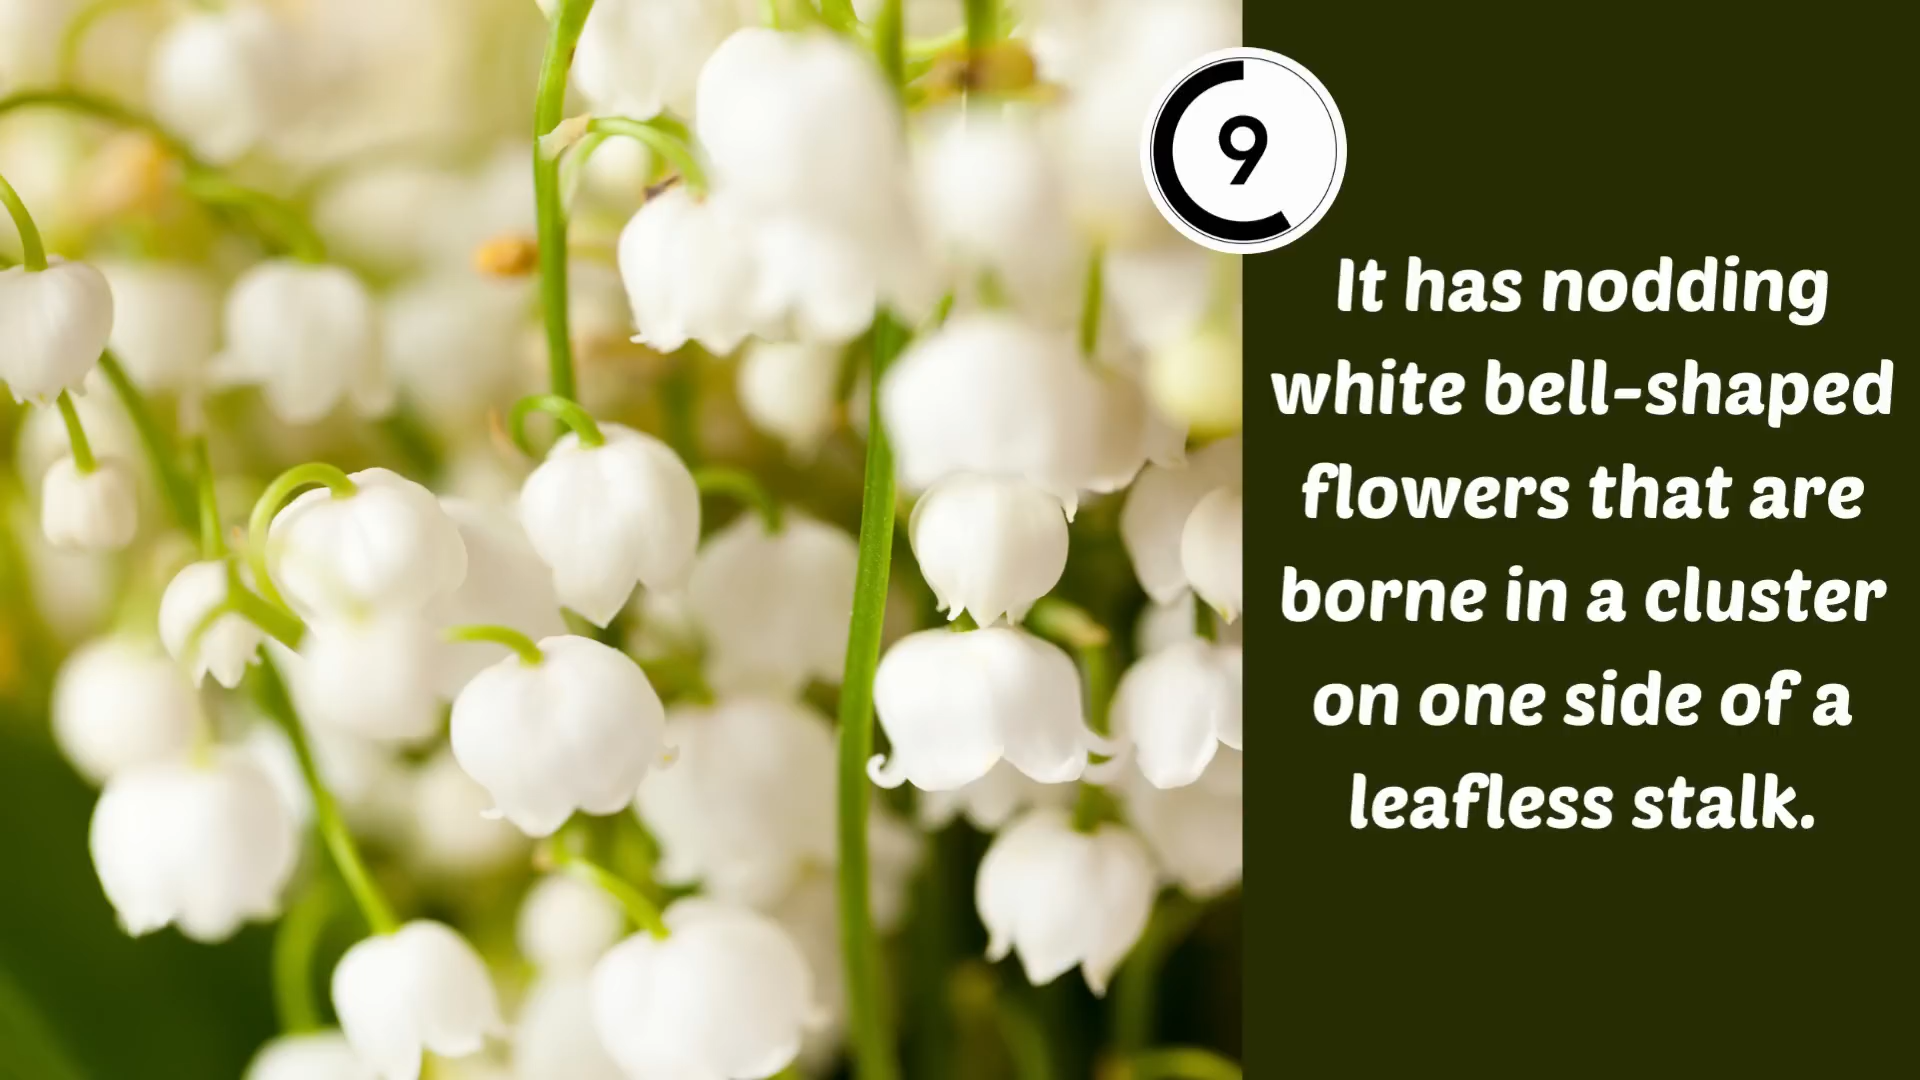 9
It has nodding
white bell-shaped
flowers that are
borne in a cluster
on one side of a
leafless stalk.